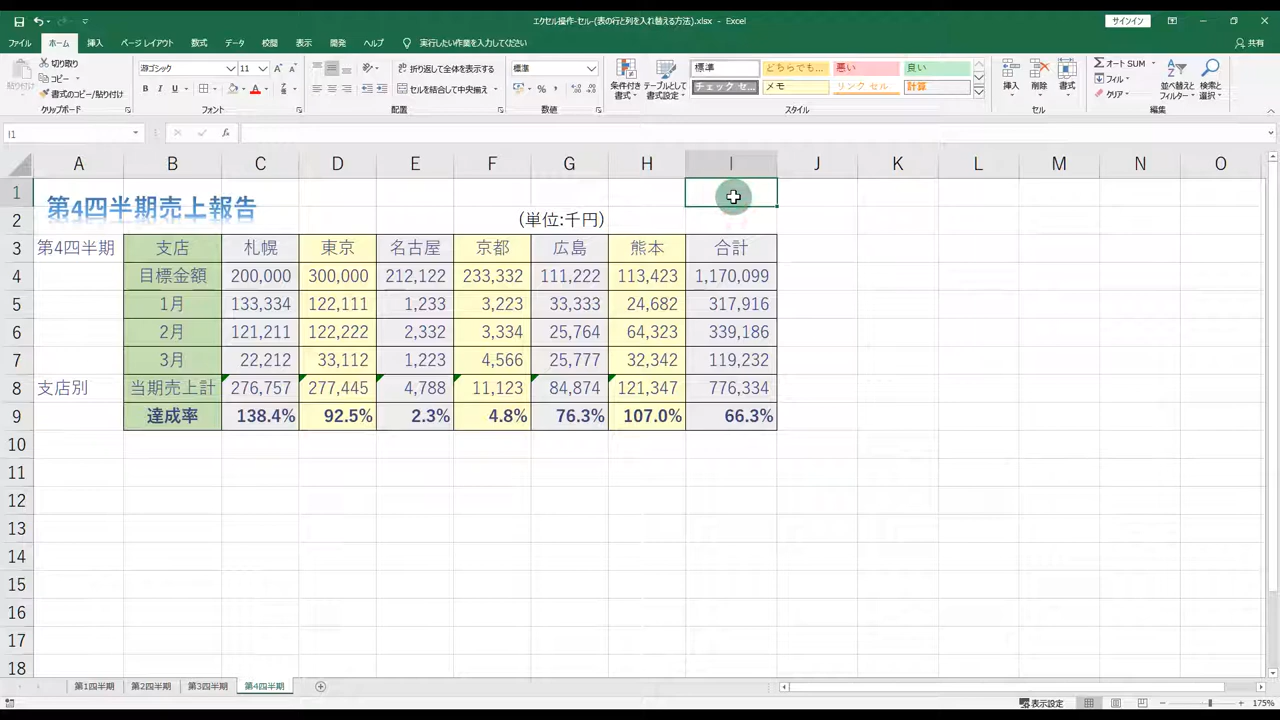 エクセル操作-セル-(表の行と列を入れ替える方法).xlsx - Excel
サインイン
ファイル ホーム 挿入 ページ レイアウト 数式 データ 校閲 表示 開発 ヘルプ 実行したい作業を入力してください 共有
貼り付け 切り取り コピー 書式のコピー/貼り付け
クリップボード
源ゴシック 11
フォント
折り返して全体を表示する
セルを結合して中央揃え
配置
標準
数値
条件付き書式 テーブルとして書式設定
標準 どちらでも... 悪い 良い
チェック セ... メモ リンク セル 計算
スタイル
挿入 削除 書式
セル
オート SUM
フィル
クリア
並べ替えとフィルター 検索と選択
編集
I1
A B C D E F G H I J K L M N O
1 第4四半期売上報告
2 (単位:千円)
3 第4四半期 支店 札幌 東京 名古屋 京都 広島 熊本 合計
4 目標金額 200,000 300,000 212,122 233,332 111,222 113,423 1,170,099
5 1月 133,334 122,111 1,233 3,223 33,333 24,682 317,916
6 2月 121,211 122,222 2,332 3,334 25,764 64,323 339,186
7 3月 22,212 33,112 1,223 4,566 25,777 32,342 119,232
8 支店別 当期売上計 276,757 277,445 4,788 11,123 84,874 121,347 776,334
9 達成率 138.4% 92.5% 2.3% 4.8% 76.3% 107.0% 66.3%
10
11
12
13
14
15
16
17
18
第1四半期 第2四半期 第3四半期 第4四半期
表示設定 175%